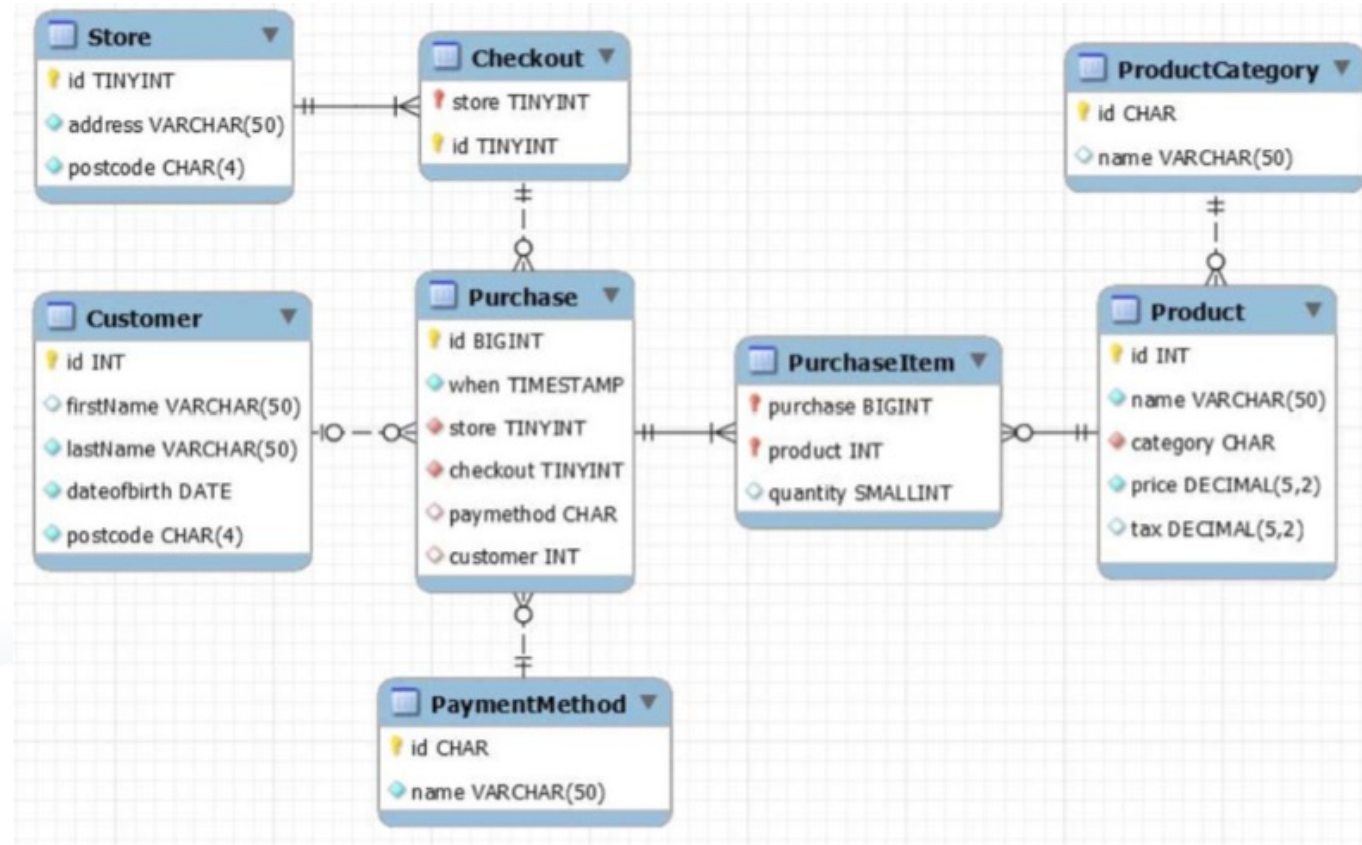 Store
id TINYINT
address VARCHAR(50)
postcode CHAR(4)
Checkout
store TINYINT
id TINYINT
ProductCategory
id CHAR
name VARCHAR(50)
Customer
id INT
firstName VARCHAR(50)
lastName VARCHAR(50)
dateofbirth DATE
postcode CHAR(4)
Purchase
id BIGINT
when TIMESTAMP
store TINYINT
checkout TINYINT
paymethod CHAR
customer INT
PurchaseItem
purchase BIGINT
product INT
quantity SMALLINT
Product
id INT
name VARCHAR(50)
category CHAR
price DECIMAL(5,2)
tax DECIMAL(5,2)
PaymentMethod
id CHAR
name VARCHAR(50)